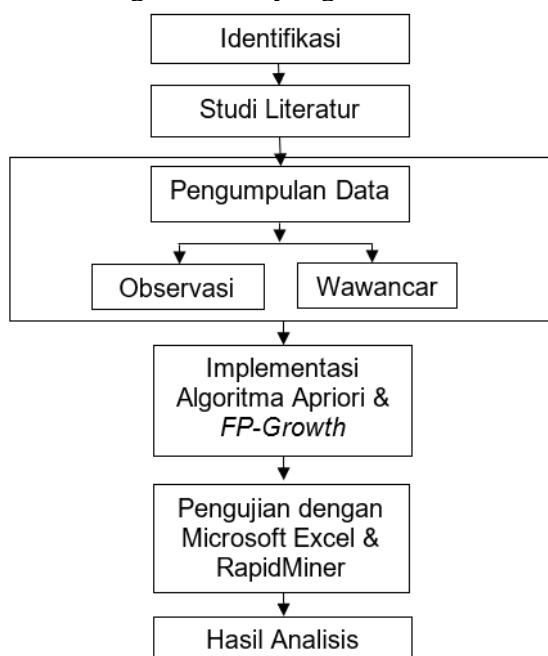 Identifikasi
Studi Literatur
Pengumpulan Data
Observasi
Wawancar
Implementasi
Algoritma Apriori &
FP-Growth
Pengujian dengan
Microsoft Excel &
RapidMiner
Hasil Analisis